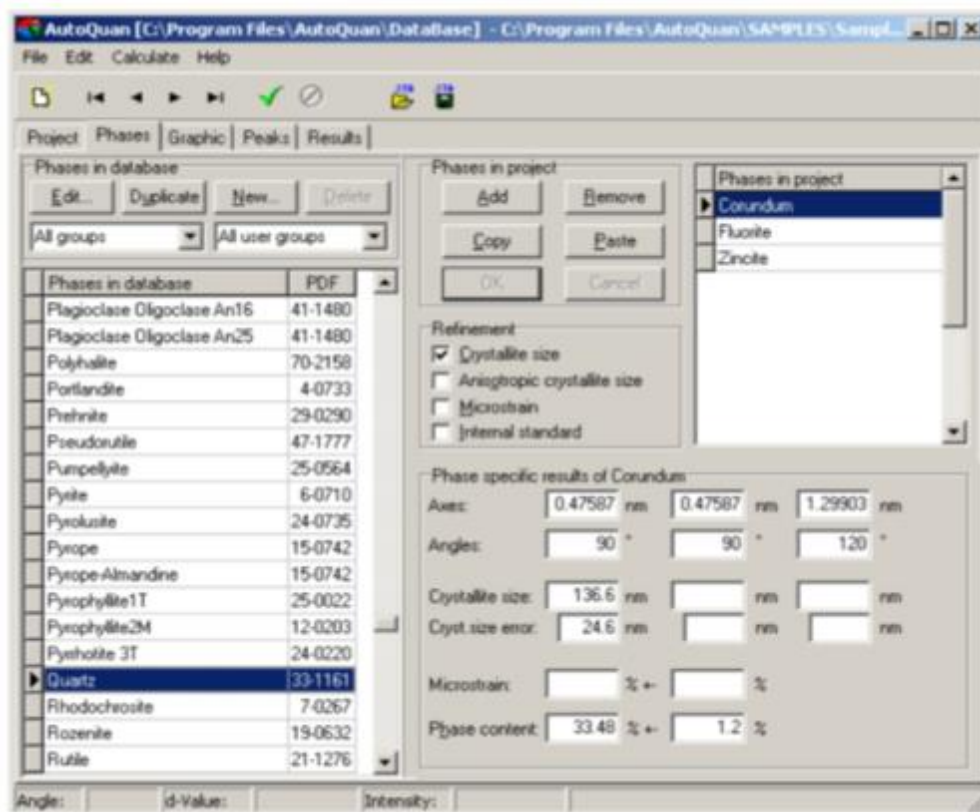 AutoQuan [C:\Program Files\AutoQuan\DataBase] - C:\Program Files\AutoQuan\SAMPLES\Sampl...
File Edit Calculate Help
Project Phases Graphic Peaks Results
Phases in database
Edit... Duplicate New... Delete
All groups All user groups
Phases in database PDF
Plagioclase Oligoclase An16 41-1480
Plagioclase Oligoclase An25 41-1480
Polyhalite 70-2158
Portlandite 4-0733
Prehnite 29-0290
Pseudorutile 47-1777
Pumpellyite 25-0564
Pyrite 6-0710
Pyrolusite 24-0735
Pyrope 15-0742
Pyrope-Almandine 15-0742
Pyrophyllite1T 25-0022
Pyrophyllite2M 12-0203
Pyrrhotite 3T 24-0220
Quartz 33-1161
Rhodochrosite 7-0267
Rozenite 19-0632
Rutile 21-1276
Phases in project
Add Remove
Copy Paste
OK Cancel
Phases in project
Corundum
Fluorite
Zincite
Refinement
Crystallite size
Anisotropic crystallite size
Microstrain
Internal standard
Phase specific results of Corundum
Axes: 0.47587 nm 0.47587 nm 1.29903 nm
Angles: 90 ° 90 ° 120 °
Crystallite size: 136.6 nm nm nm
Cryst.size error: 24.6 nm nm nm
Microstrain: % +- %
Phase content: 33.48 % +- 1.2 %
Angle: d-Value: Intensity: